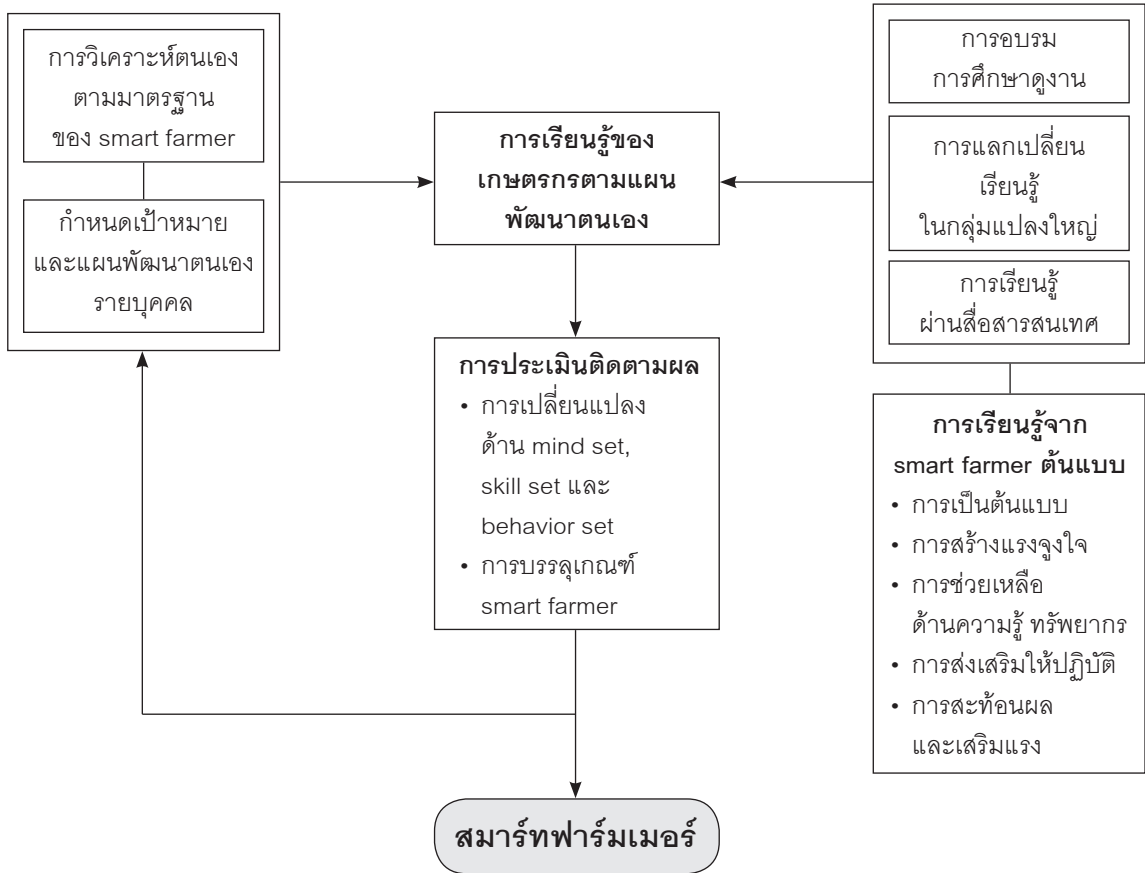 การวิเคราะห์ตนเอง
ตามมาตรฐาน
ของ smart farmer
กำหนดเป้าหมาย
และแผนพัฒนาตนเอง
รายบุคคล
การเรียนรู้ของ
เกษตรกรตามแผน
พัฒนาตนเอง
การประเมินติดตามผล
• การเปลี่ยนแปลง
ด้าน mind set,
skill set และ
behavior set
• การบรรลุเกณฑ์
smart farmer
การอบรม
การศึกษาดูงาน
การแลกเปลี่ยน
เรียนรู้
ในกลุ่มแปลงใหญ่
การเรียนรู้
ผ่านสื่อสารสนเทศ
การเรียนรู้จาก
smart farmer ต้นแบบ
• การเป็นต้นแบบ
• การสร้างแรงจูงใจ
• การช่วยเหลือ
ด้านความรู้ ทรัพยากร
• การส่งเสริมให้ปฏิบัติ
• การสะท้อนผล
และเสริมแรง
สมาร์ทฟาร์มเมอร์